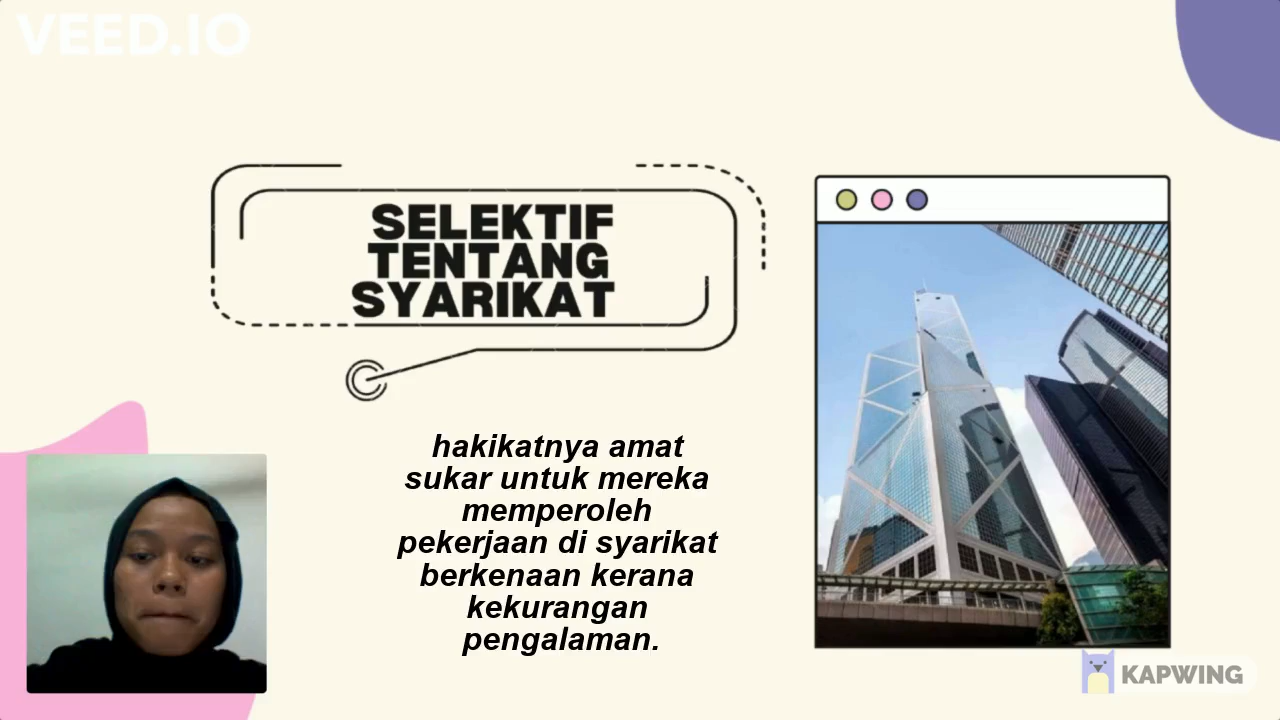 VEED.IO
SELEKTIF
TENTANG
SYARIKAT
hakikatnya amat
sukar untuk mereka
memperoleh
pekerjaan di syarikat
berkenaan kerana
kekurangan
pengalaman.
KAPWING